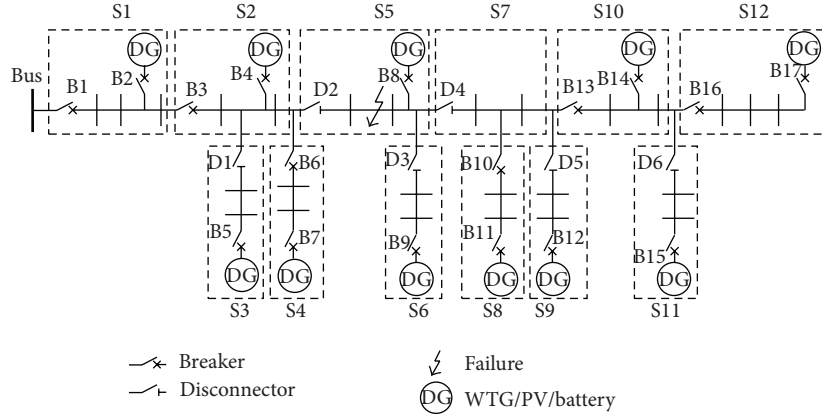 S1 S2 S5 S7 S10 S12
DG DG DG DG DG
Bus B1 B2 B3 B4 D2 B8 D4 B13 B14 B16 B17
D1 B6 D3 B10 D5 D6
B5 B7 B9 B11 B12 B15
DG DG DG DG DG DG
S3 S4 S6 S8 S9 S11
Breaker Failure
Disconnector DG WTG/PV/battery